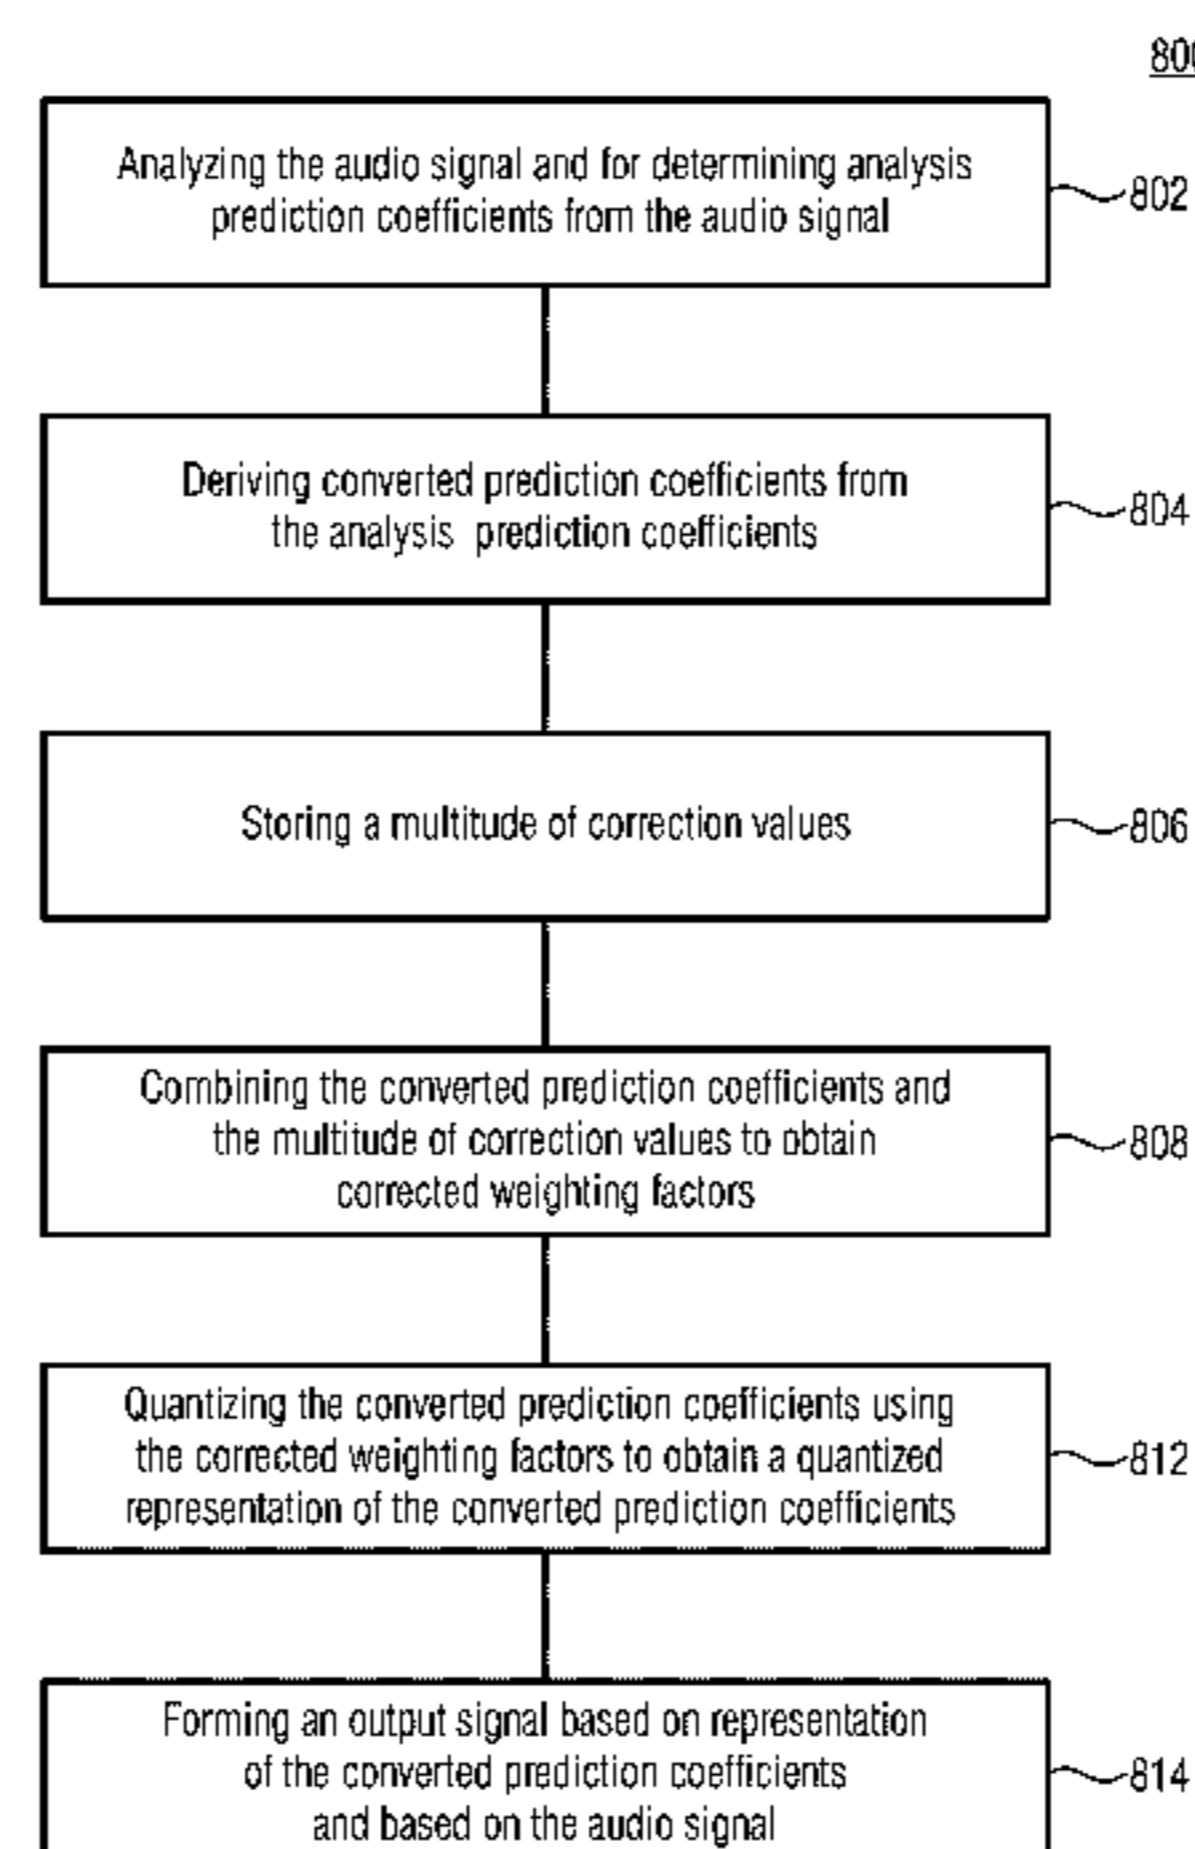 800
Analyzing the audio signal and for determining analysis
prediction coefficients from the audio signal
802
Deriving converted prediction coefficients from
the analysis prediction coefficients
804
Storing a multitude of correction values
806
Combining the converted prediction coefficients and
the multitude of correction values to obtain
corrected weighting factors
808
Quantizing the converted prediction coefficients using
the corrected weighting factors to obtain a quantized
representation of the converted prediction coefficients
812
Forming an output signal based on representation
of the converted prediction coefficients
and based on the audio signal
814